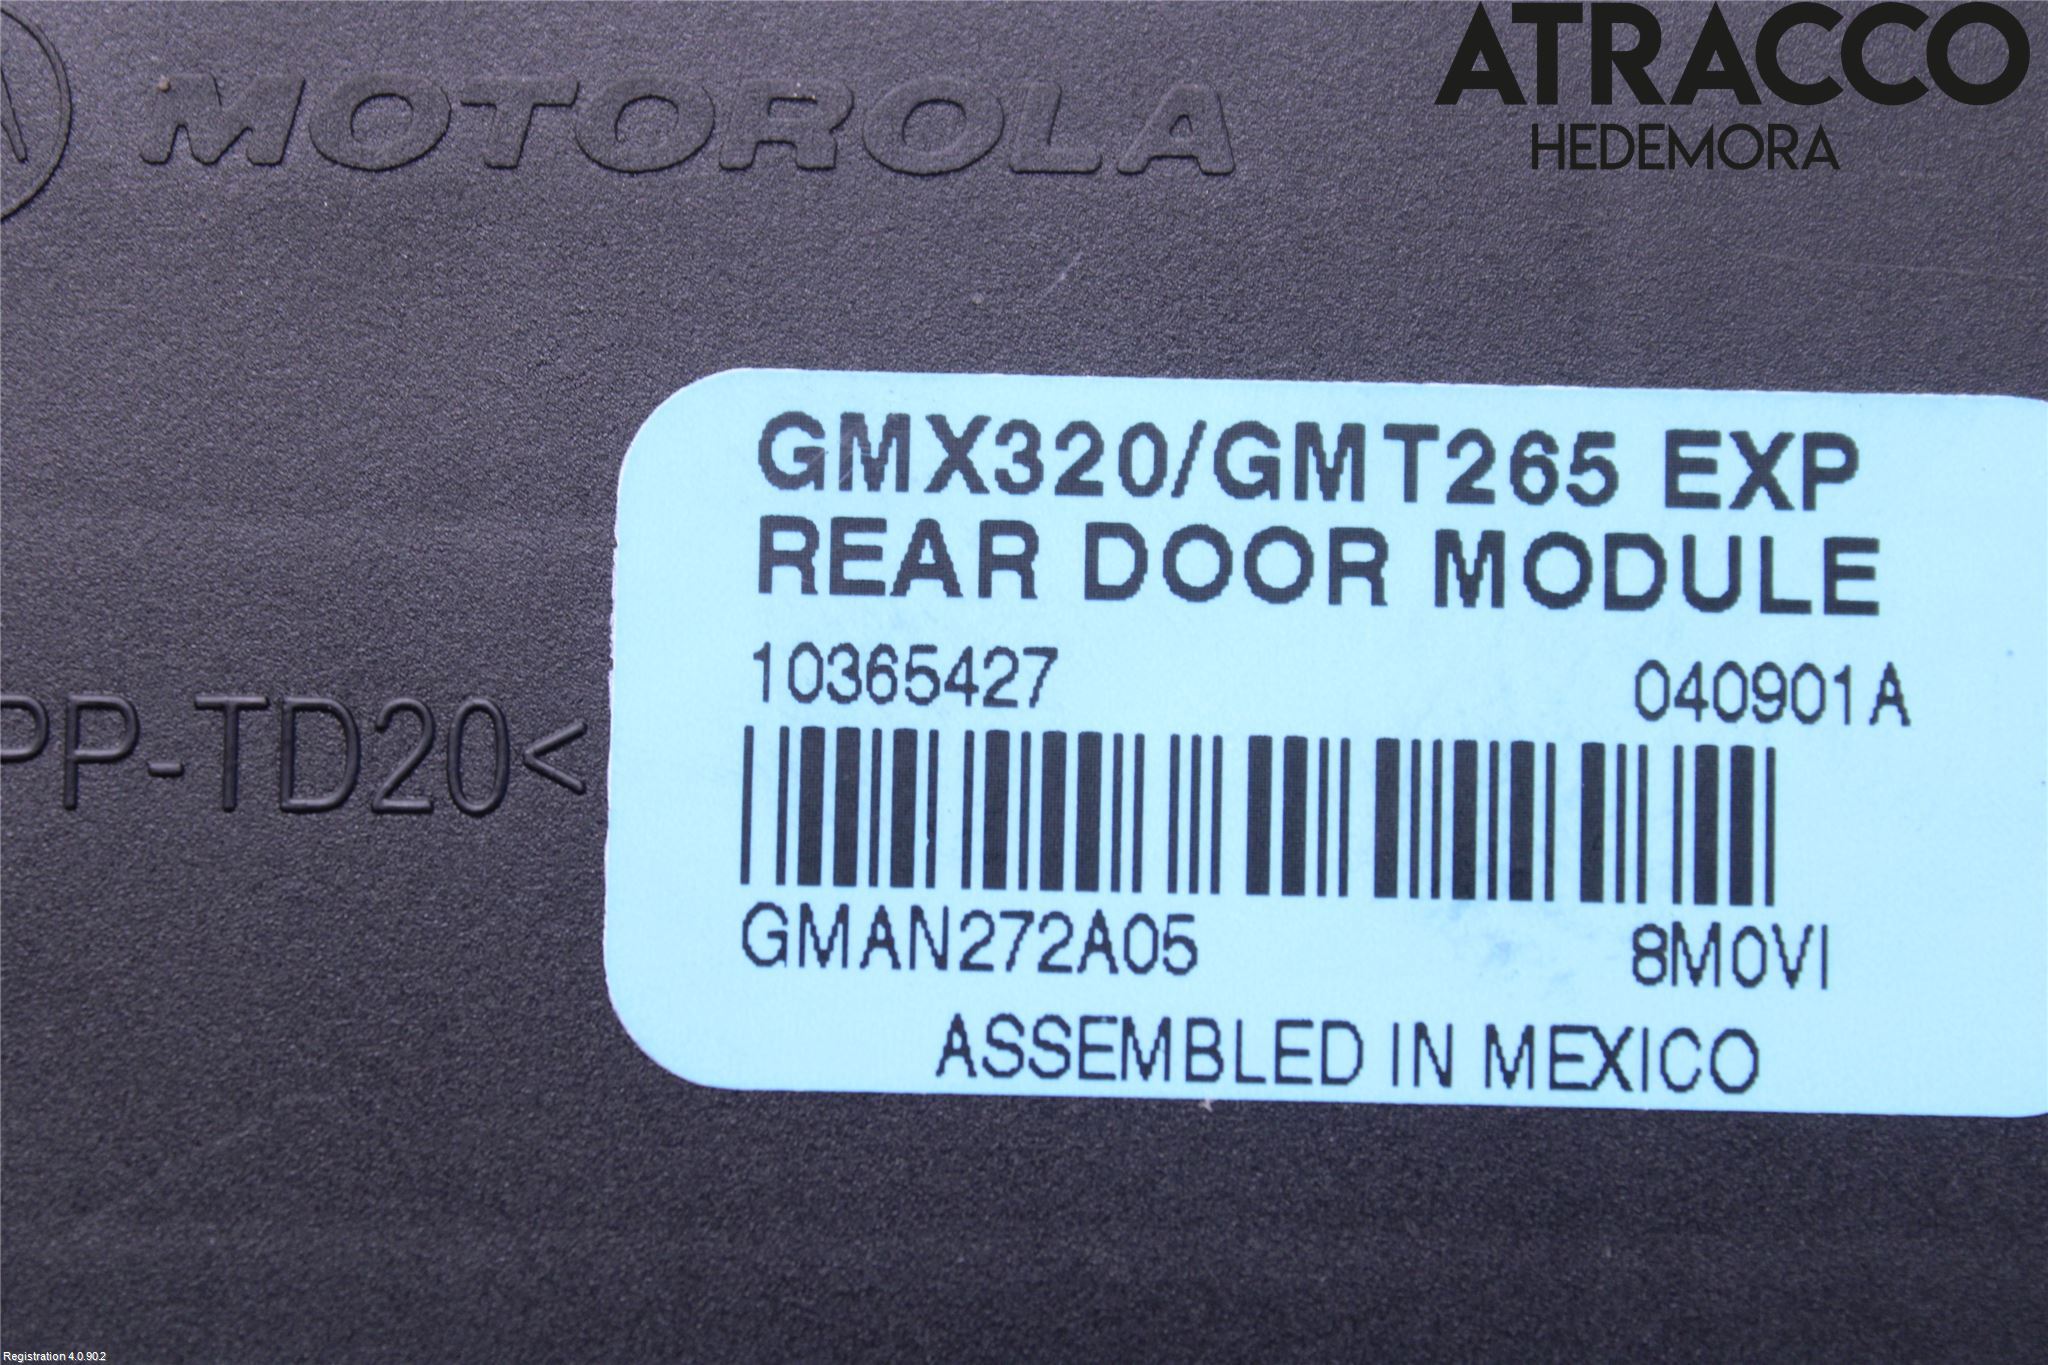 ATRACCO
HEDEMORA
MOTOROLA
GMX320/GMT265 EXP
REAR DOOR MODULE
10365427 040901A
PP-TD20<
GMAN272A05 8M0VI
ASSEMBLED IN MEXICO
Registration 4.0.90.2